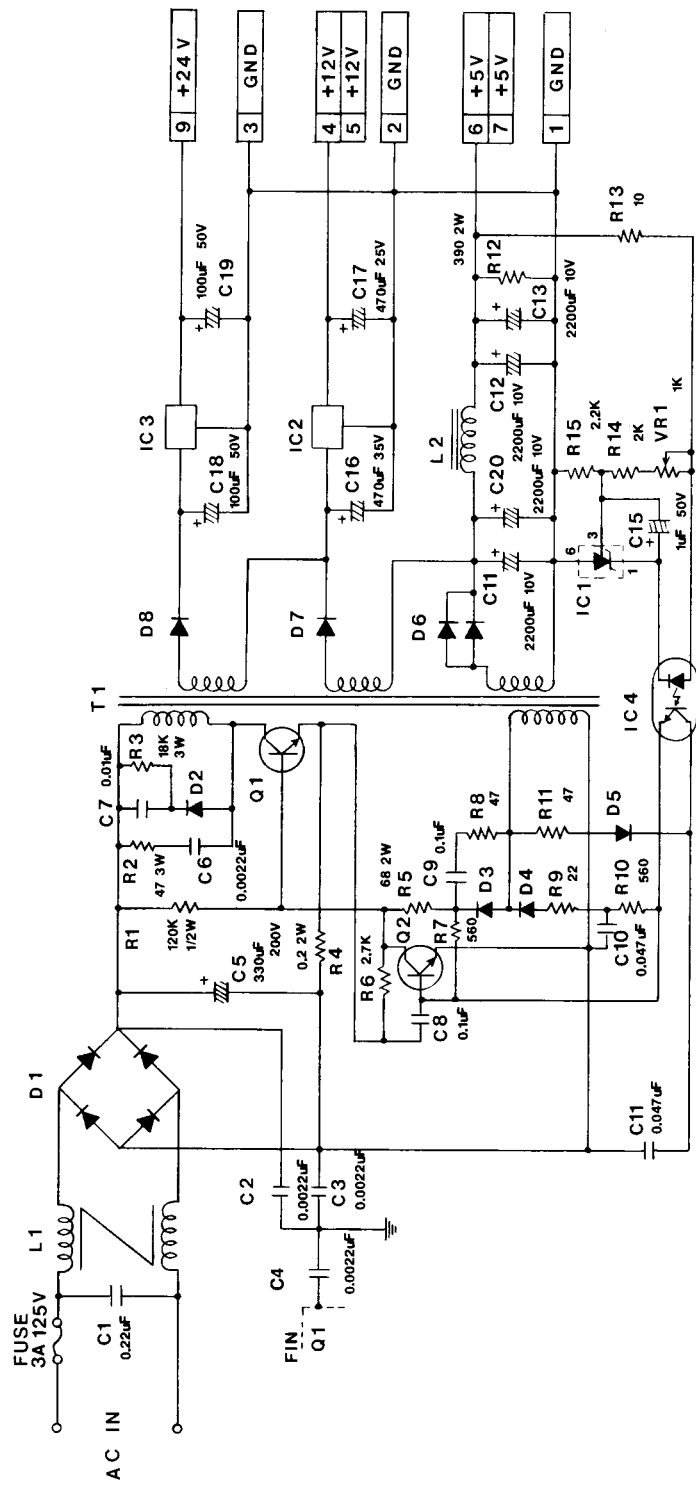 AC IN
FUSE
3A 125V
C1
0.22uF
L1
D1
C2
0.0022uF
C3
0.0022uF
C4
0.0022uF
FIN
Q1
C5
330uF
200V
R1
120K
1/2W
R2
47 3W
C6
0.0022uF
C7
0.01uF
R3
18K
3W
D2
Q1
0.2 2W
R4
R6
2.7K
68 2W
R5
Q2
C8
0.1uF
R7
560
C9
0.1uF
D3
D4
R8
47
R9
22
R11
47
C10
0.047uF
R10
560
D5
C11
0.047uF
T1
IC4
D8
C18
100uF 50V
IC3
100uF 50V
C19
9 +24V
3 GND
D7
C16
470uF 35V
IC2
C17
470uF 25V
4 +12V
5 +12V
2 GND
D6
C11
2200uF 10V
C20
2200uF 10V
L2
C12
2200uF 10V
C13
2200uF 10V
390 2W
R12
6 +5V
7 +5V
1 GND
IC1
6
3
1
C15
1uF 50V
R15
2.2K
R14
2K
VR1
1K
R13
10